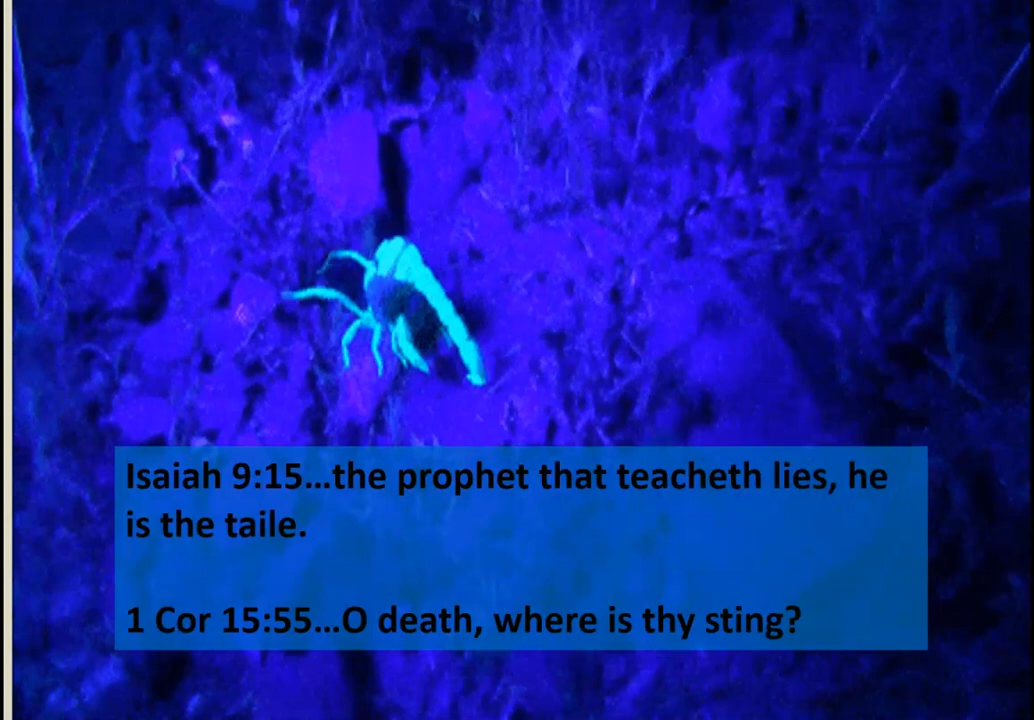 Isaiah 9:15…the prophet that teacheth lies, he
is the taile.
1 Cor 15:55…O death, where is thy sting?